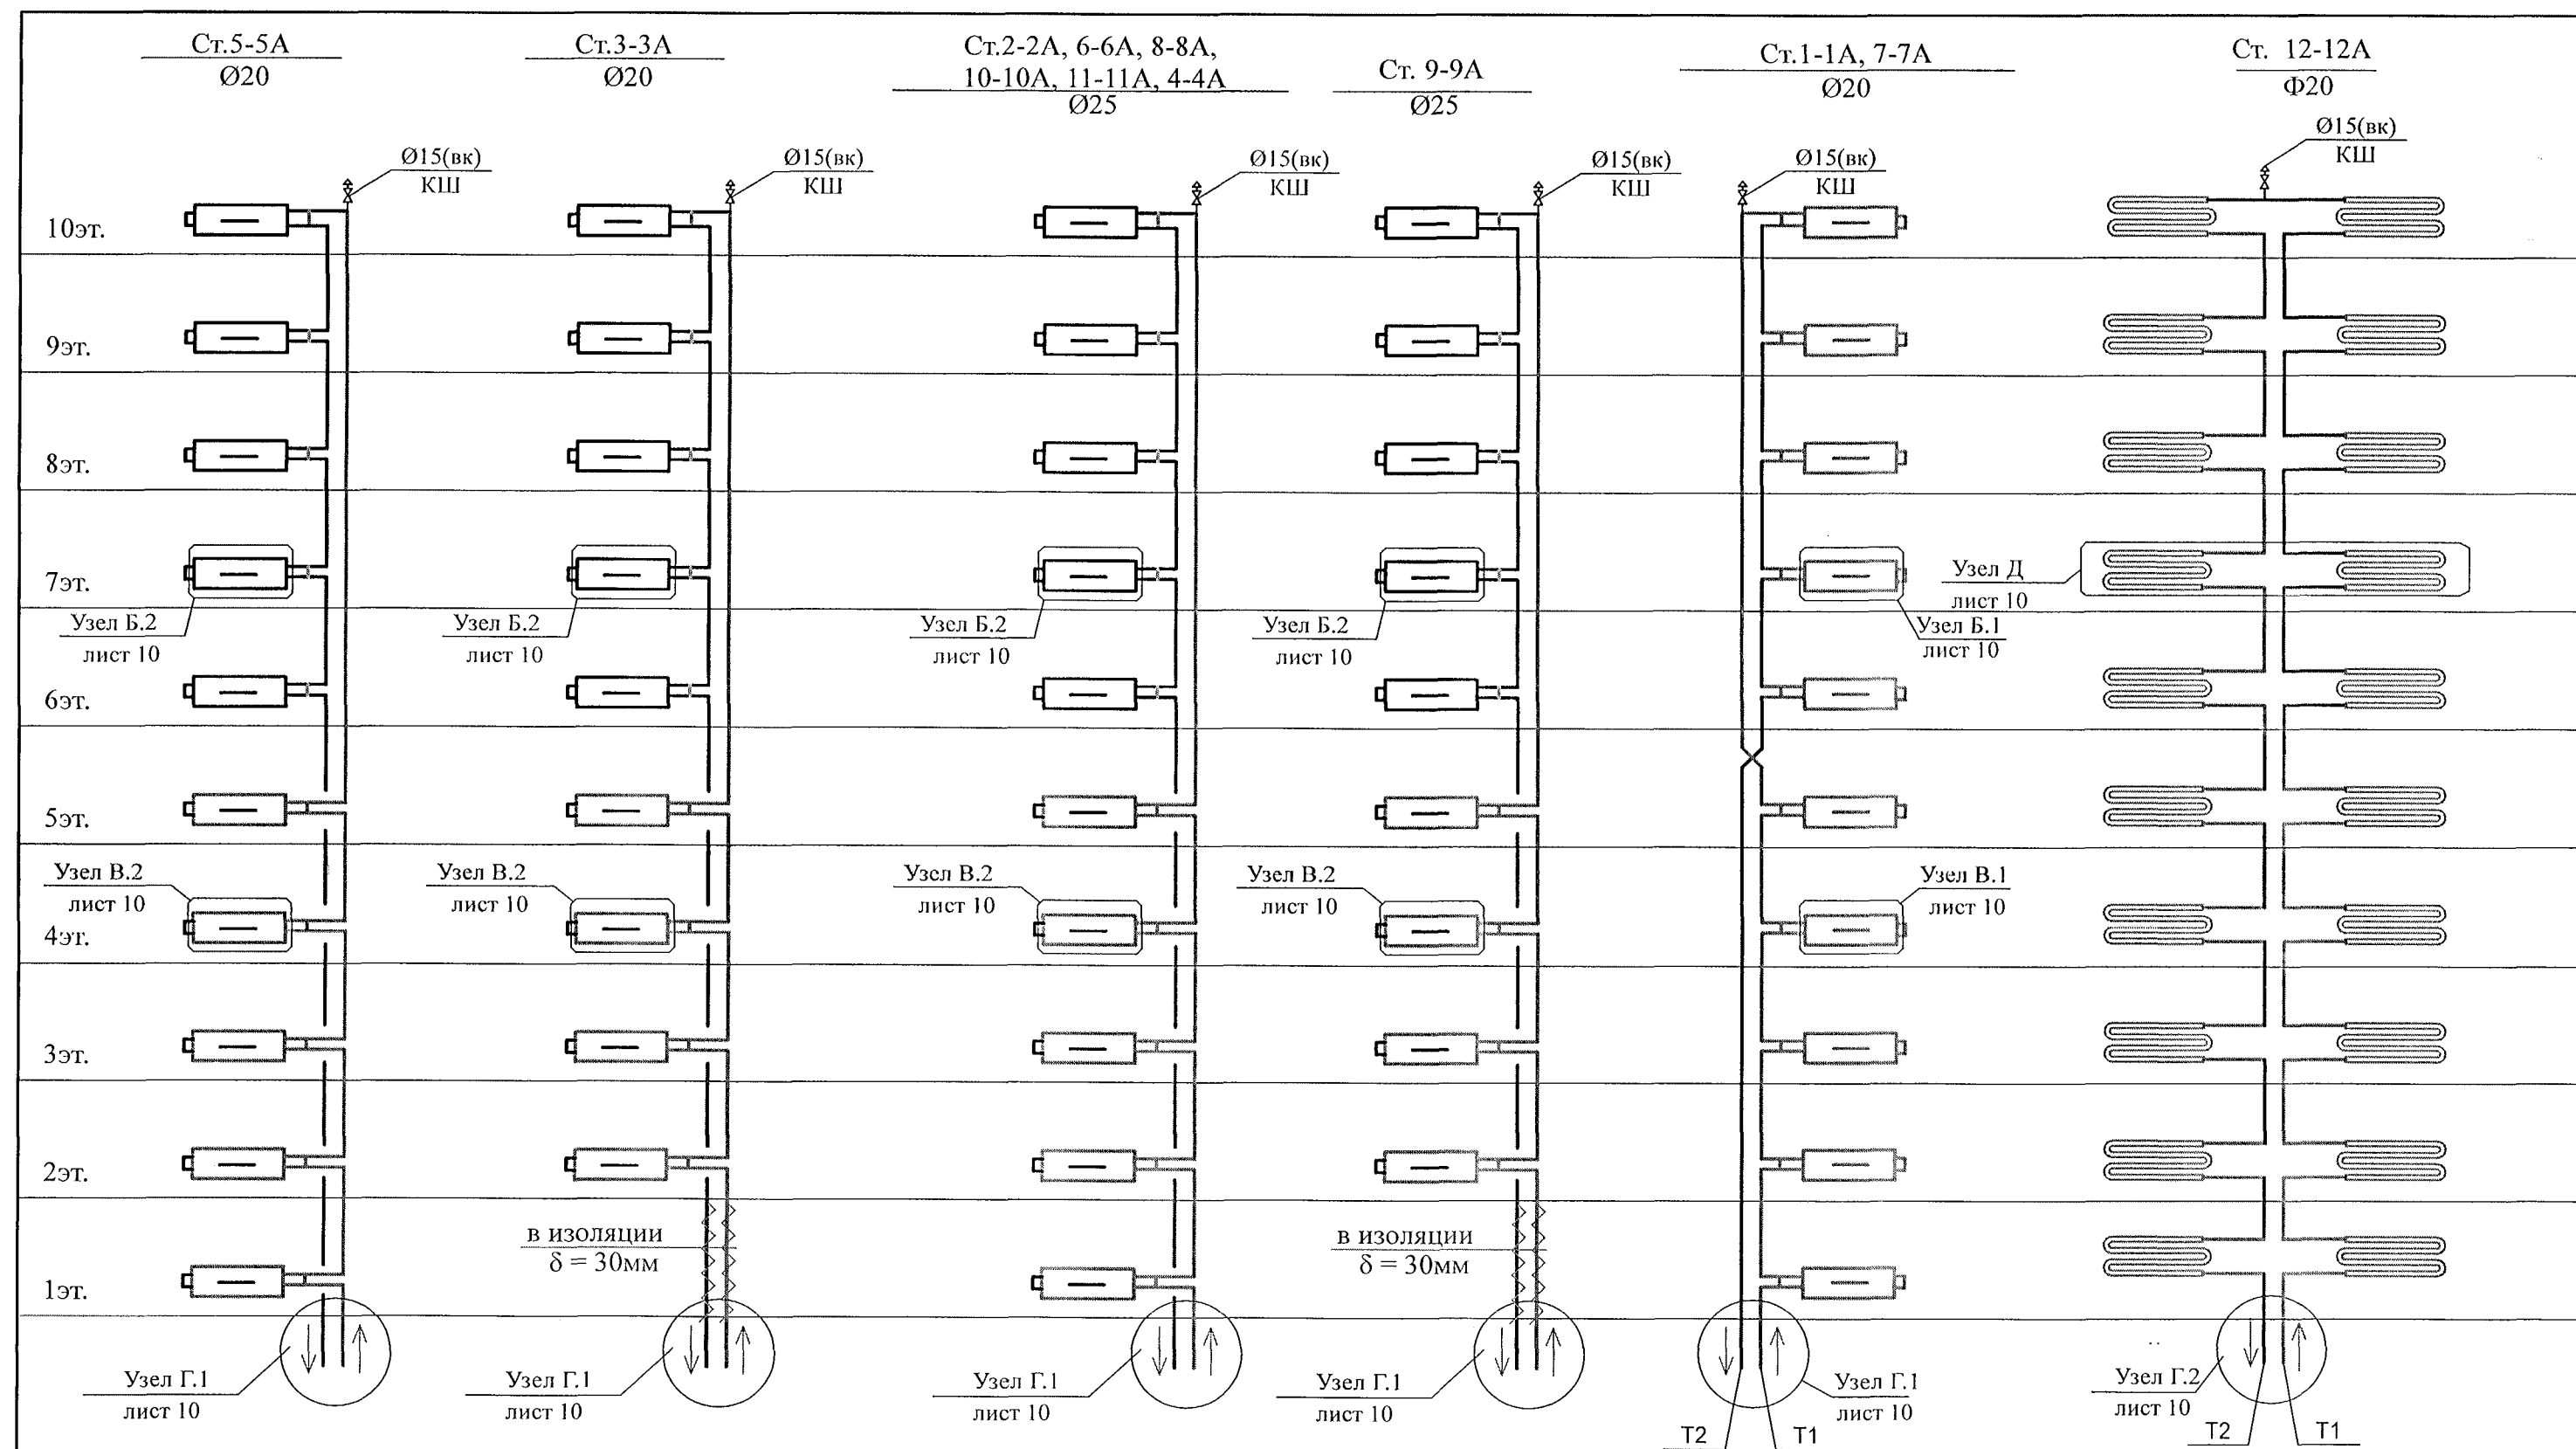 Ст.5-5А
Ø20
Ст.3-3А
Ø20
Ст.2-2А, 6-6А, 8-8А,
10-10А, 11-11А, 4-4А
Ø25
Ст. 9-9А
Ø25
Ст.1-1А, 7-7А
Ø20
Ст. 12-12А
Ф20
Ø15(вк)
КШ
Ø15(вк)
КШ
Ø15(вк)
КШ
Ø15(вк)
КШ
Ø15(вк)
КШ
Ø15(вк)
КШ
10эт.
9эт.
8эт.
7эт.
Узел Б.2
лист 10
Узел Б.2
лист 10
Узел Б.2
лист 10
Узел Б.2
лист 10
Узел Б.1
лист 10
Узел Д
лист 10
6эт.
5эт.
Узел В.2
лист 10
Узел В.2
лист 10
Узел В.2
лист 10
Узел В.2
лист 10
Узел В.1
лист 10
4эт.
3эт.
2эт.
в изоляции
δ = 30мм
в изоляции
δ = 30мм
1эт.
Узел Г.1
лист 10
Узел Г.1
лист 10
Узел Г.1
лист 10
Узел Г.1
лист 10
Узел Г.1
лист 10
Узел Г.2
лист 10
Т2
Т1
Т2
Т1